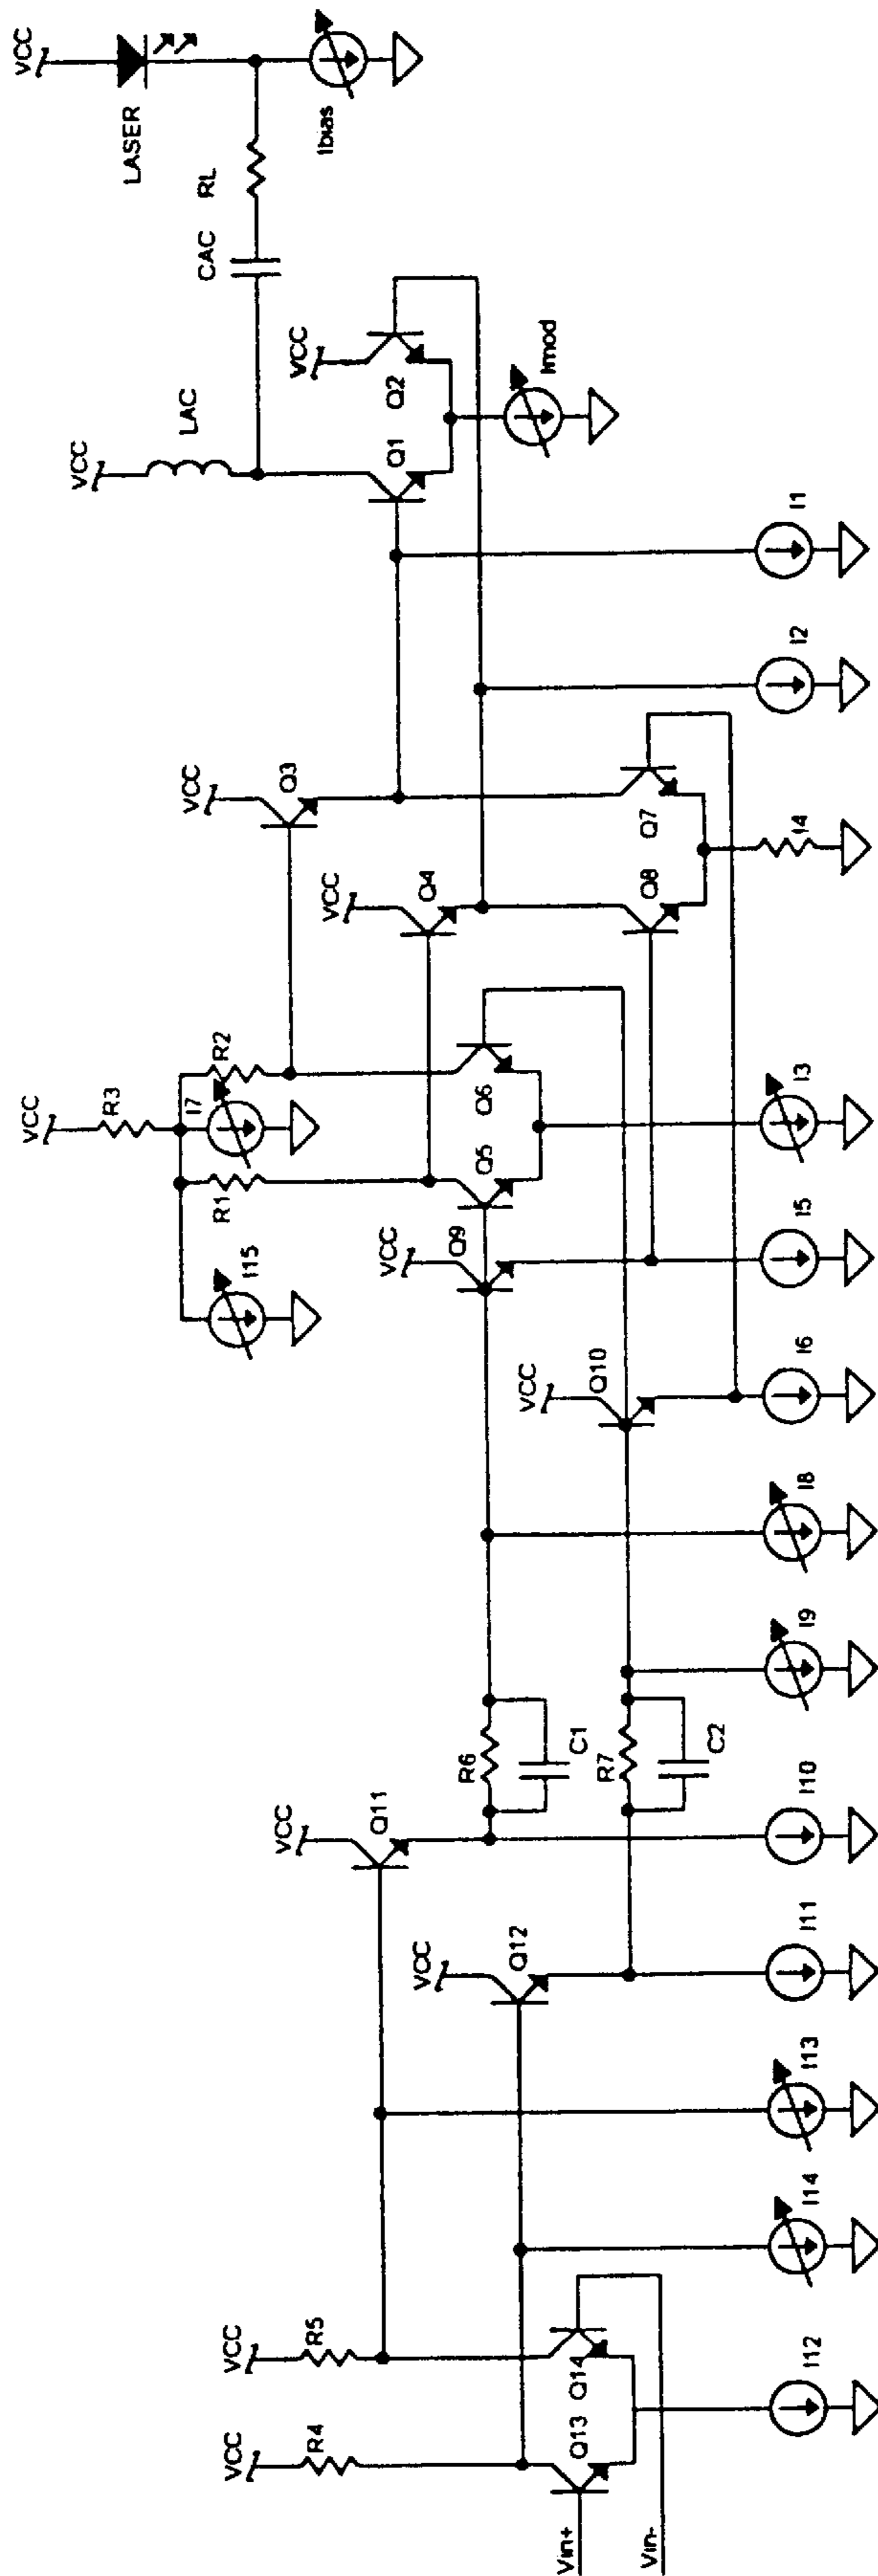 VCC
LASER
RL
CAC
Ibias
VCC
LAC
VCC
Q2
Q1
Imod
I1
I2
VCC
Q3
VCC
Q4
Q7
Q8
I4
VCC
R3
R2
I7
R1
I15
Q6
Q5
I3
VCC
Q9
I5
VCC
Q10
I6
I8
I9
R6
C1
R7
C2
VCC
Q11
I10
VCC
Q12
I11
I13
I14
VCC
R5
VCC
R4
Q14
Q13
I12
Vin+
Vin-